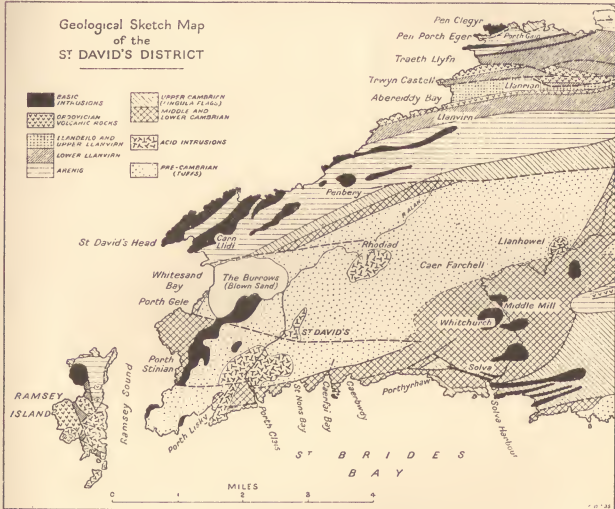 Geological Sketch Map
of the
ST DAVID'S DISTRICT
BASIC
INTRUSIONS
ORDOVICIAN
VOLCANIC ROCKS
LLANDEILO AND
UPPER LLANVIRN
LOWER LLANVIRN
ARENIG
UPPER CAMBRIAN
(LINGULA FLAGS)
MIDDLE AND
LOWER CAMBRIAN
ACID INTRUSIONS
PRE-CAMBRIAN
(TUFFS)
Pen Clegyr
Pen Porth Eger
Porth Gain
Traeth Llyfn
Trwyn Castell
Llanrian
Abereiddy Bay
Llanvirn
Penbery
R. ALAN
St David's Head
Carn
Llidi
Rhodiad
Llanhowel
Whitesand
Bay
The Burrows
(Blown Sand)
Caer Farchell
Porth Gele
Middle Mill
ST DAVID'S
Whitchurch
Porth
Stinian
Solva
RAMSEY
ISLAND
Ramsey Sound
Porth Lisky
Porth Clais
St Nons Bay
Caerfai Bay
Caerbwdy
Porthyrhaw
Solva Harbour
ST BRIDES
BAY
MILES
0 1 2 3 4